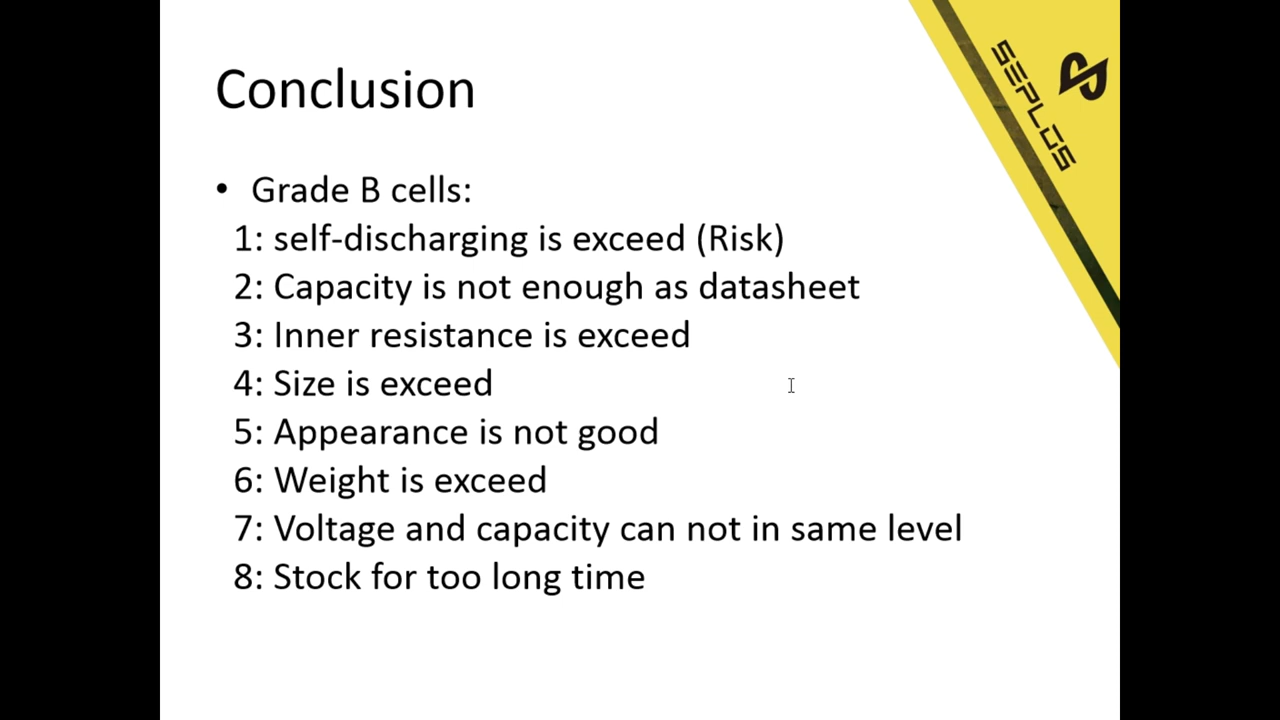 Conclusion
SEPLOS
• Grade B cells:
1: self-discharging is exceed (Risk)
2: Capacity is not enough as datasheet
3: Inner resistance is exceed
4: Size is exceed
5: Appearance is not good
6: Weight is exceed
7: Voltage and capacity can not in same level
8: Stock for too long time